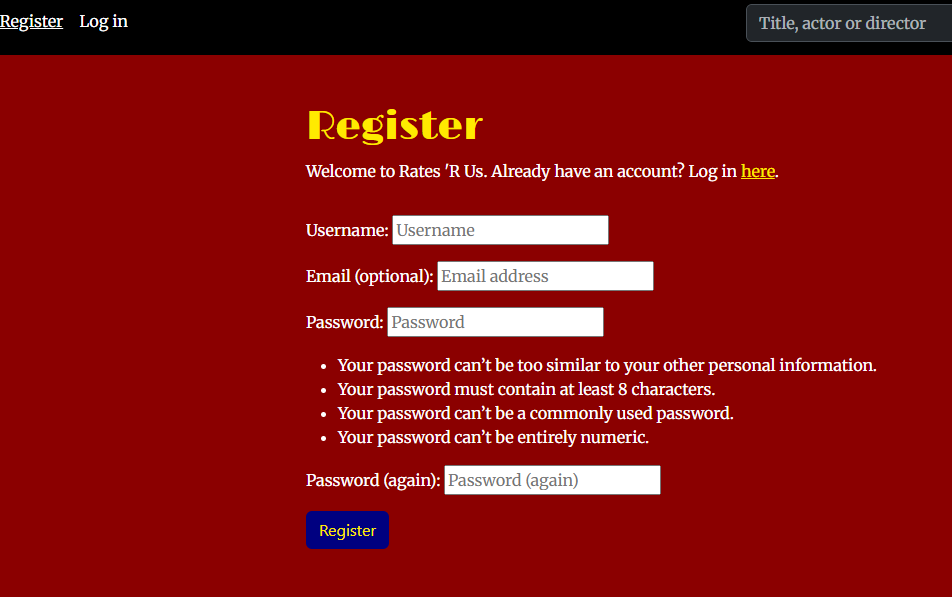 Register Log in Title, actor or director
Register
Welcome to Rates 'R Us. Already have an account? Log in here.
Username: Username
Email (optional): Email address
Password: Password
• Your password can’t be too similar to your other personal information.
• Your password must contain at least 8 characters.
• Your password can’t be a commonly used password.
• Your password can’t be entirely numeric.
Password (again): Password (again)
Register